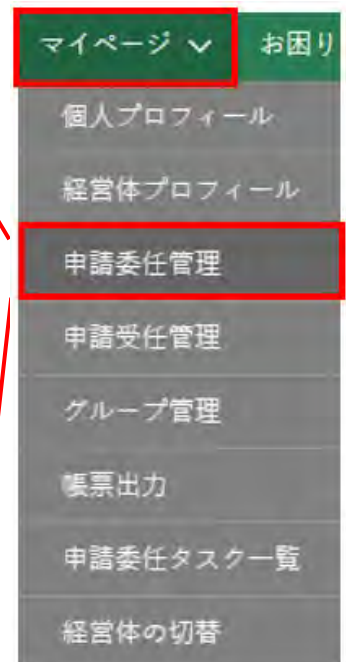 マイページ お困り
個人プロフィール
経営体プロフィール
申請委任管理
申請受任管理
グループ管理
帳票出力
申請委任タスク一覧
経営体の切替